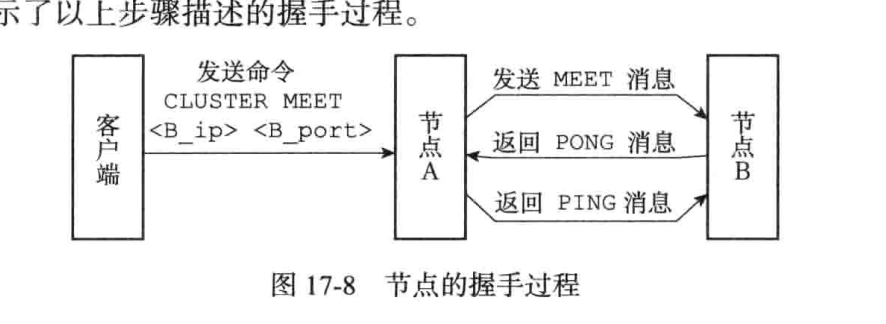 示了以上步骤描述的握手过程。
发送命令
CLUSTER MEET
<B_ip> <B_port>
客户端
节点A
发送 MEET 消息
返回 PONG 消息
返回 PING 消息
节点B
图 17-8 节点的握手过程